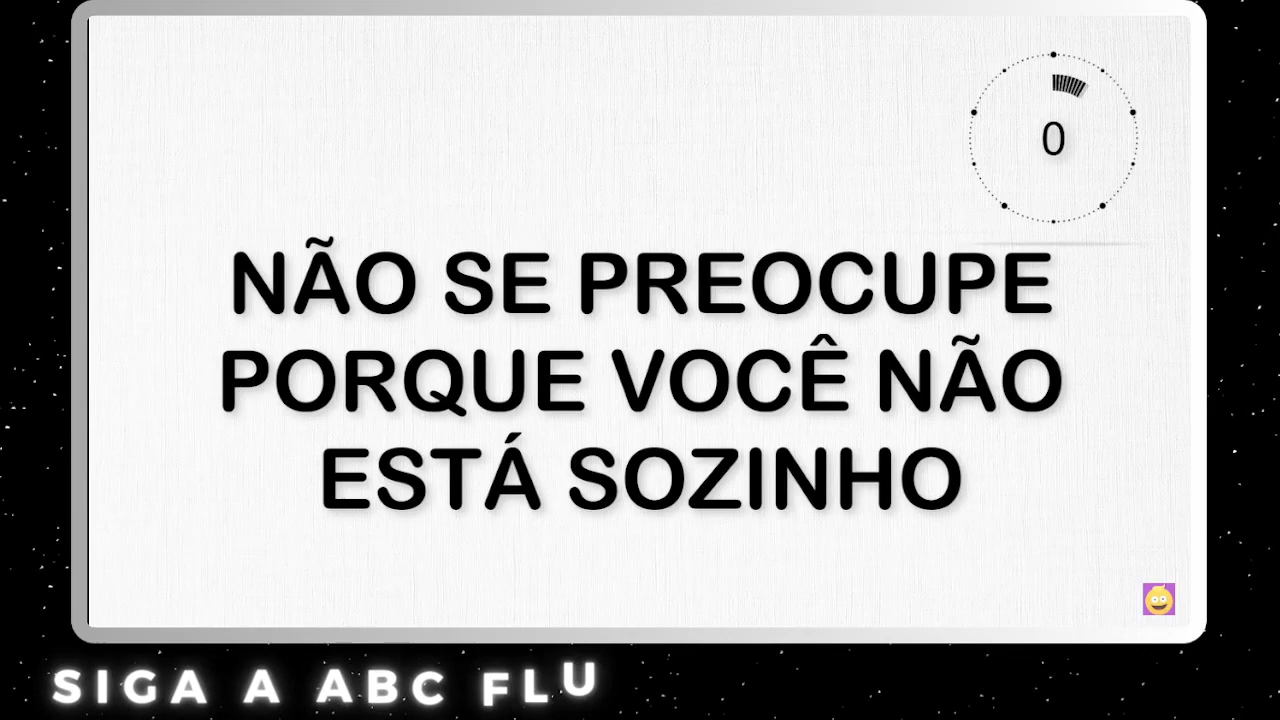 0
NÃO SE PREOCUPE
PORQUE VOCÊ NÃO
ESTÁ SOZINHO
SIGA A ABC FLU